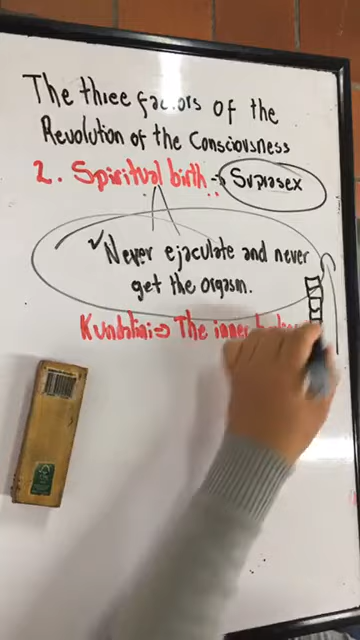 The three factors of the
Revolution of the Consciousness
2. Spiritual birth → Suprasex
✓Never ejaculate and never
get the orgasm.
Kundalini ⇒ The inner